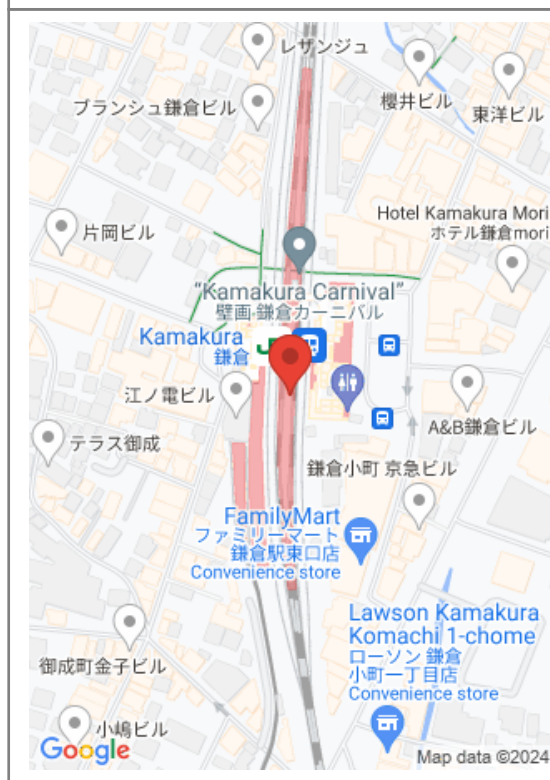 レザンジュ
櫻井ビル
ブランシュ鎌倉ビル
東洋ビル
Hotel Kamakura Mori
ホテル鎌倉mori
片岡ビル
“Kamakura Carnival”
壁画 鎌倉カーニバル
Kamakura
鎌倉
江ノ電ビル
A&B鎌倉ビル
テラス御成
鎌倉小町 京急ビル
FamilyMart
ファミリーマート
鎌倉駅東口店
Convenience store
Lawson Kamakura
Komachi 1-chome
ローソン 鎌倉
小町一丁目店
Convenience store
御成町金子ビル
小嶋ビル
Google
Map data ©2024